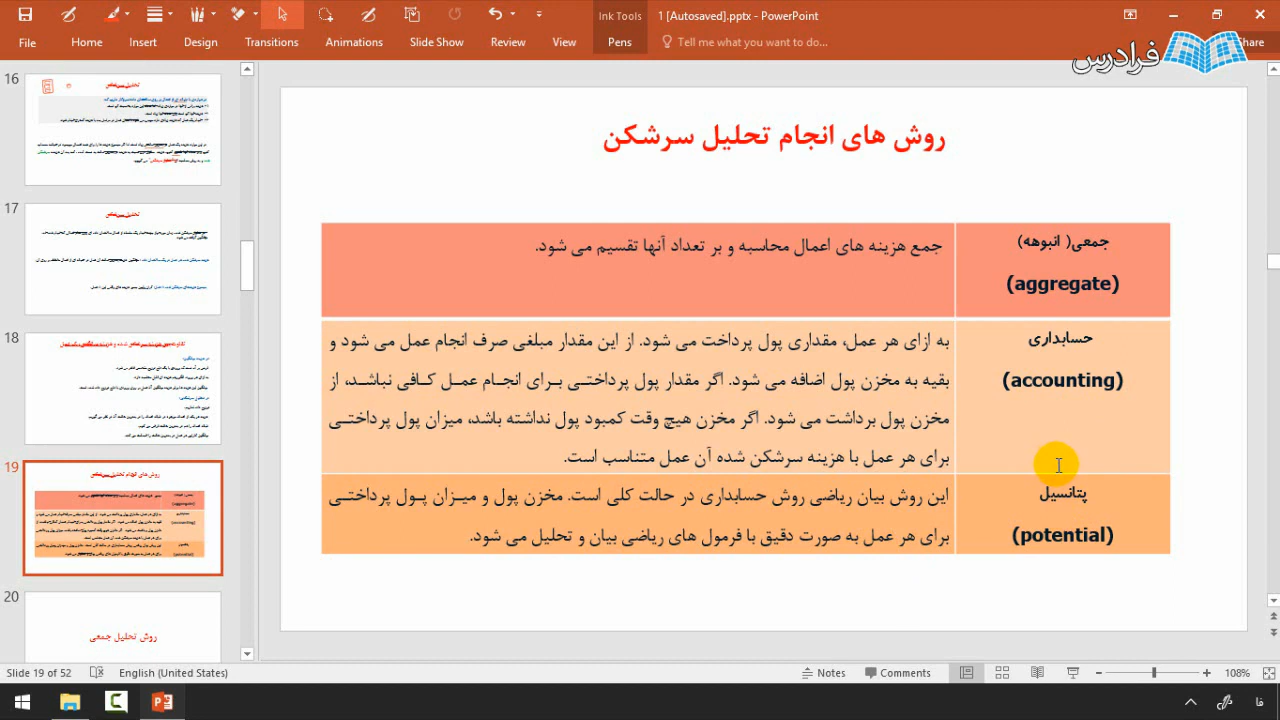 Ink Tools
1 [Autosaved].pptx - PowerPoint
File Home Insert Design Transitions Animations Slide Show Review View Pens Tell me what you want to do... Share
فرادرس
16
17
18
19
20
روش تحلیل جمعی
روش های انجام تحلیل سرشکن
جمعی( انبوهه)
(aggregate)
جمع هزینه های اعمال محاسبه و بر تعداد آنها تقسیم می شود.
حسابداری
(accounting)
به ازای هر عمل، مقداری پول پرداخت می شود. از این مقدار مبلغی صرف انجام عمل می شود و
بقیه به مخزن پول اضافه می شود. اگر مقدار پول پرداختی برای انجام عمل کافی نباشد، از
مخزن پول برداشت می شود. اگر مخزن هیچ وقت کمبود پول نداشته باشد، میزان پول پرداختی
برای هر عمل با هزینه سرشکن شده آن عمل متناسب است.
پتانسیل
(potential)
این روش بیان ریاضی روش حسابداری در حالت کلی است. مخزن پول و میزان پول پرداختی
برای هر عمل به صورت دقیق با فرمول های ریاضی بیان و تحلیل می شود.
Slide 19 of 52 English (United States) Notes Comments 108%
فا